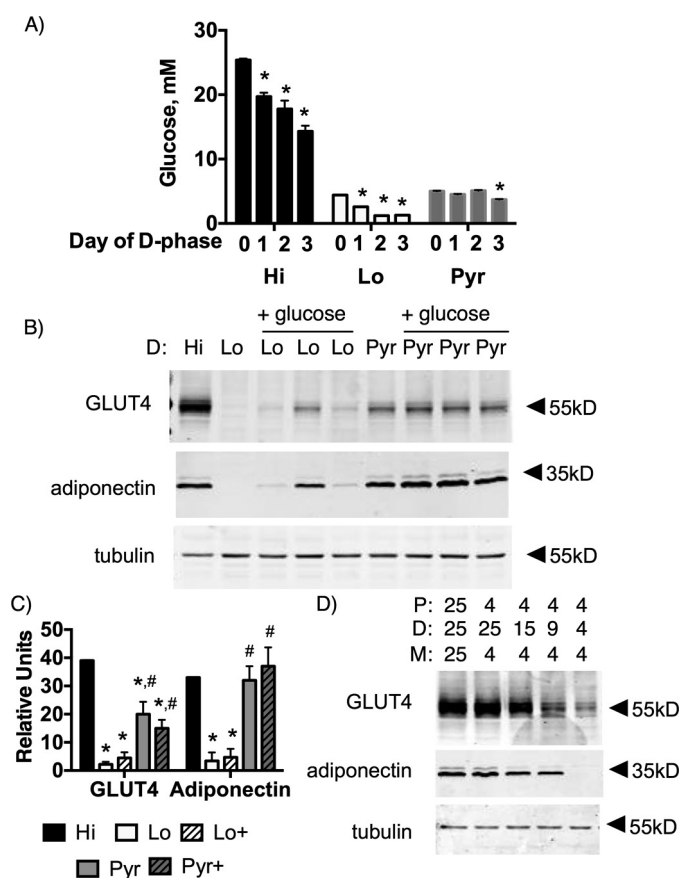 A)
Glucose, mM
30
20
10
0
* * *
* * *
*
Day of D-phase 0 1 2 3 0 1 2 3 0 1 2 3
Hi Lo Pyr
B)
+ glucose + glucose
D: Hi Lo Lo Lo Lo Pyr Pyr Pyr Pyr
GLUT4 55kD
adiponectin 35kD
tubulin 55kD
C)
Relative Units
50
40
30
20
10
0
* * *,# *,# * * # #
GLUT4 Adiponectin
Hi Lo Lo+
Pyr Pyr+
D)
P: 25 4 4 4 4
D: 25 25 15 9 4
M: 25 4 4 4 4
GLUT4 55kD
adiponectin 35kD
tubulin 55kD